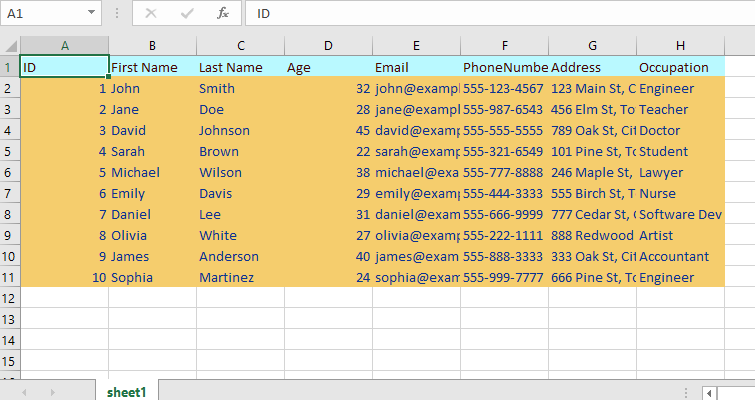 A1 fx ID
A B C D E F G H
1 ID First Name Last Name Age Email PhoneNumbe Address Occupation
2 1 John Smith 32 john@exampl 555-123-4567 123 Main St, C Engineer
3 2 Jane Doe 28 jane@exampl 555-987-6543 456 Elm St, To Teacher
4 3 David Johnson 45 david@exam 555-555-5555 789 Oak St, Cit Doctor
5 4 Sarah Brown 22 sarah@exam 555-321-6549 101 Pine St, To Student
6 5 Michael Wilson 38 michael@exa 555-777-8888 246 Maple St, Lawyer
7 6 Emily Davis 29 emily@exam 555-444-3333 555 Birch St, T Nurse
8 7 Daniel Lee 31 daniel@exam 555-666-9999 777 Cedar St, Software Dev
9 8 Olivia White 27 olivia@exam 555-222-1111 888 Redwood Artist
10 9 James Anderson 40 james@exam 555-888-3333 333 Oak St, Cit Accountant
11 10 Sophia Martinez 24 sophia@exam 555-999-7777 666 Pine St, To Engineer
12
13
14
15
sheet1